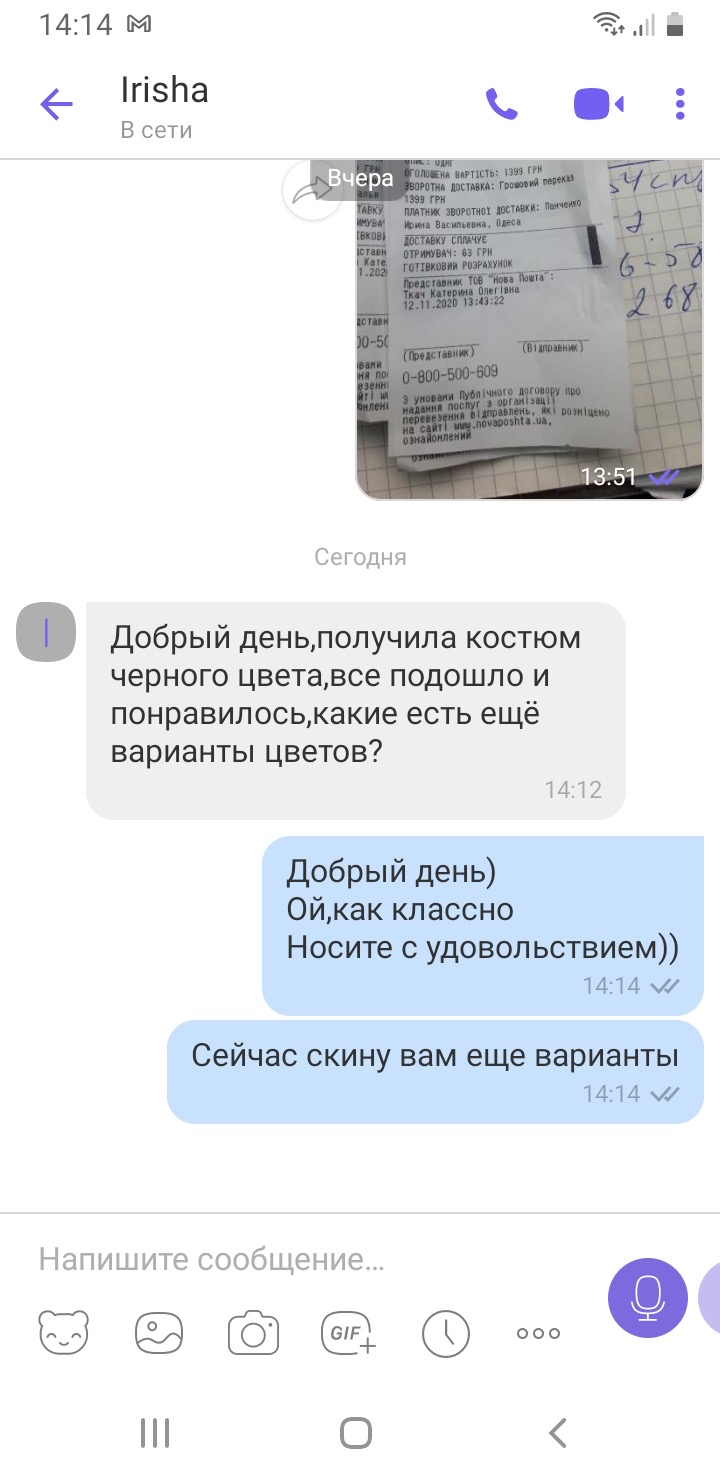 14:14
Irisha
В сети
Вчера
ОГОЛОШЕНА ВАРТІСТЬ: 1399 ГРН
ЗВОРОТНА ДОСТАВКА: Грошовий переказ
1399 ГРН
ПЛАТНИК ЗВОРОТНОЇ ДОСТАВКИ: Панченко
Ирина Васильевна, Одеса
ДОСТАВКУ СПЛАЧУЄ
ОТРИМУВАЧ: 63 ГРН
ГОТІВКОВИЙ РОЗРАХУНОК
Представник ТОВ "Нова Пошта":
Ткач Катерина Олегівна
12.11.2020 13:43:22
(Представник) (Відправник)
0-800-500-609
З умовами Публічного договору про
надання послуг з організації
перевезення відправлень, які розміщено
на сайті www.novaposhta.ua,
ознайомлений
13:51
Сегодня
I
Добрый день,получила костюм
черного цвета,все подошло и
понравилось,какие есть ещё
варианты цветов?
14:12
Добрый день)
Ой,как классно
Носите с удовольствием))
14:14
Сейчас скину вам еще варианты
14:14
Напишите сообщение...
GIF